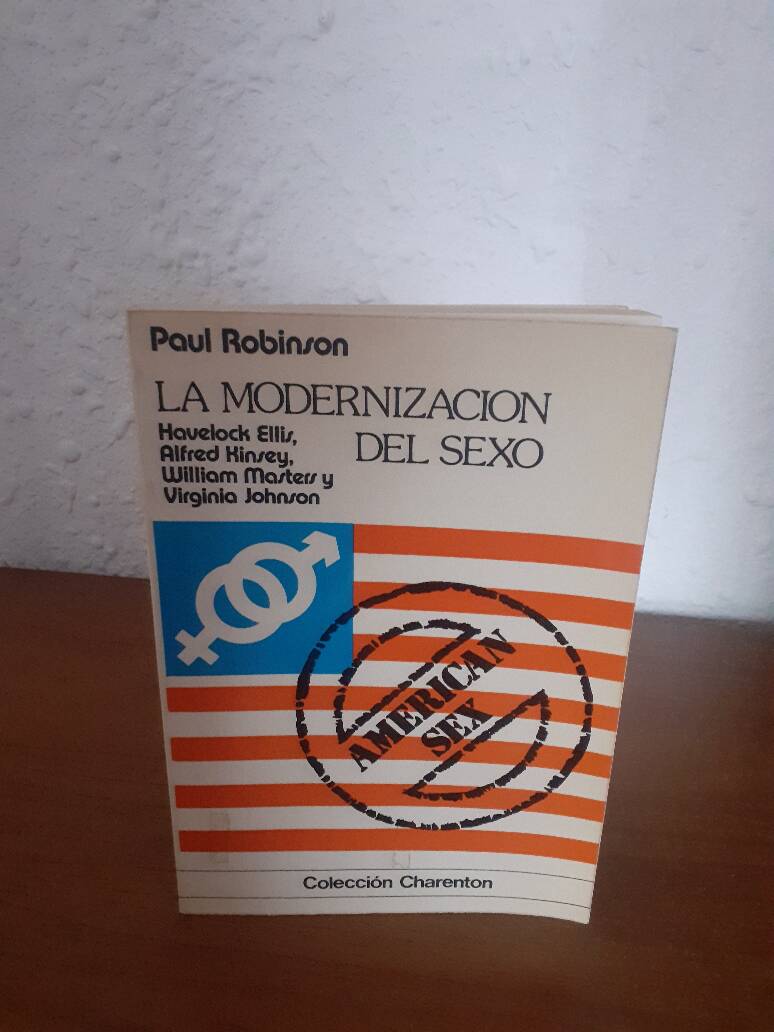 Paul Robinson
LA MODERNIZACION
DEL SEXO
Havelock Ellis,
Alfred Kinsey,
William Masters y
Virginia Johnson
AMERICAN
SEX
Colección Charenton